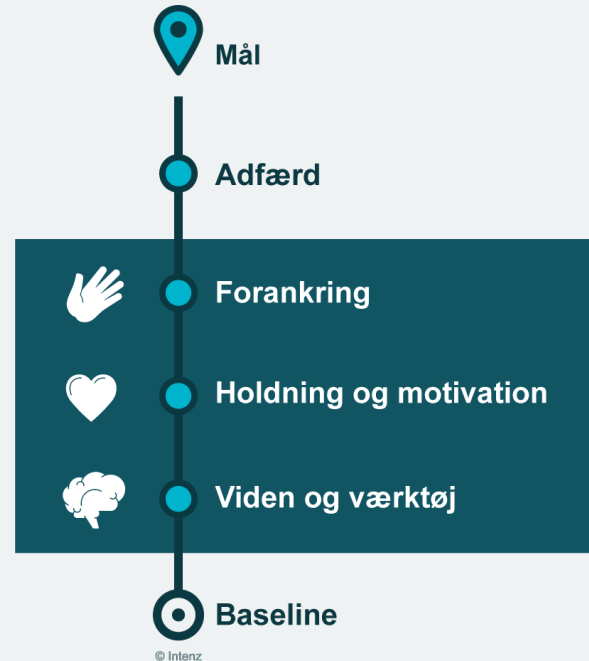 Mål
Adfærd
Forankring
Holdning og motivation
Viden og værktøj
Baseline
© Intenz